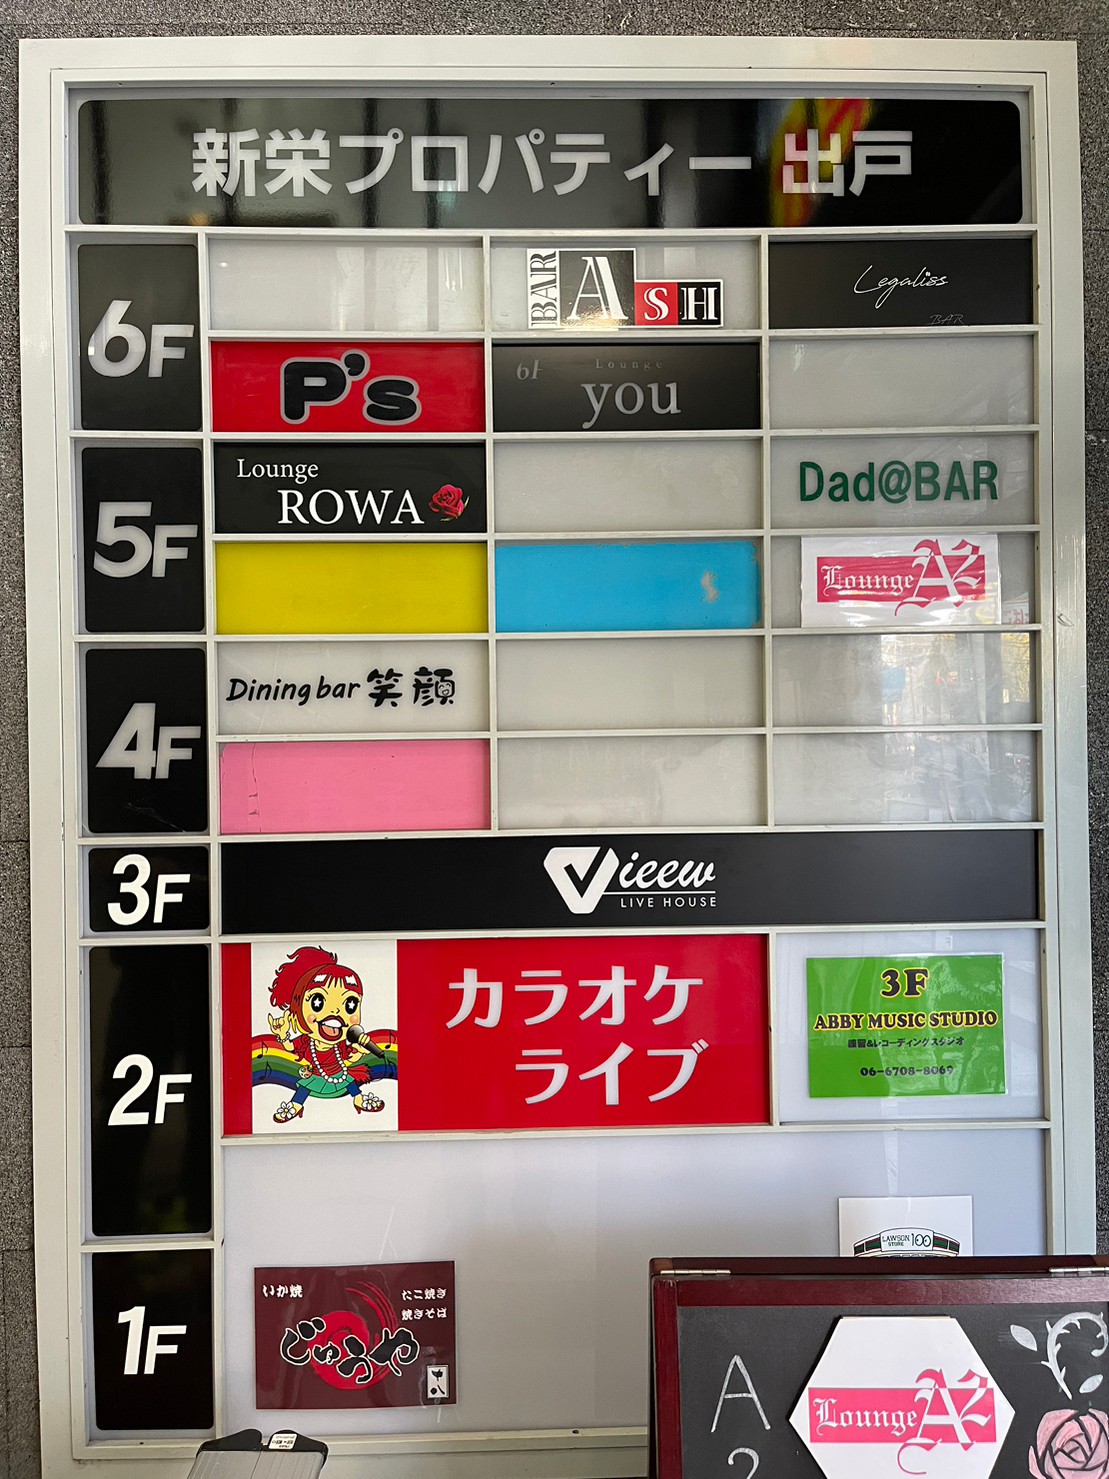 新栄プロパティー 出戸
6F
BAR ASH
Legaliss
BAR
P's
6F Lounge
you
5F
Lounge
ROWA
Dad@BAR
Lounge A2
4F
Dining bar 笑顔
3F
Vieew
LIVE HOUSE
2F
カラオケ
ライブ
3F
ABBY MUSIC STUDIO
練習&レコーディングスタジオ
06-6708-8069
LAWSON
STORE 100
1F
いか焼
たこ焼き
焼きそば
じゅうや
A
2
Lounge A2